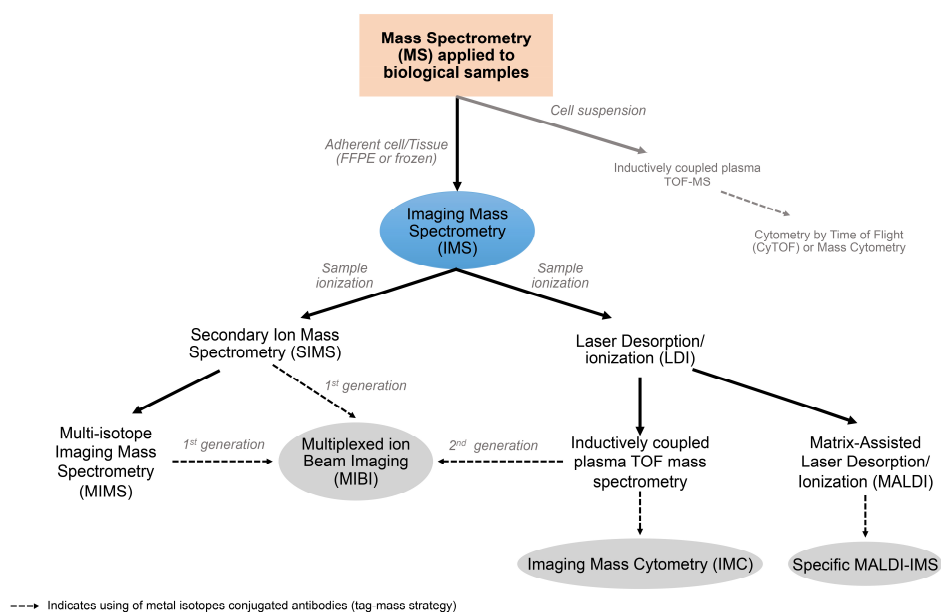 Mass Spectrometry
(MS) applied to
biological samples
Cell suspension
Adherent cell/Tissue
(FFPE or frozen)
Inductively coupled plasma
TOF-MS
Imaging Mass
Spectrometry
(IMS)
Cytometry by Time of Flight
(CyTOF) or Mass Cytometry
Sample
ionization
Sample
ionization
Secondary Ion Mass
Spectrometry (SIMS)
Laser Desorption/
ionization (LDI)
1st generation
Multi-isotope
Imaging Mass
Spectrometry
(MIMS)
1st generation
Multiplexed ion
Beam Imaging
(MIBI)
2nd generation
Inductively coupled
plasma TOF mass
spectrometry
Matrix-Assisted
Laser Desorption/
Ionization (MALDI)
Imaging Mass Cytometry (IMC)
Specific MALDI-IMS
Indicates using of metal isotopes conjugated antibodies (tag-mass strategy)